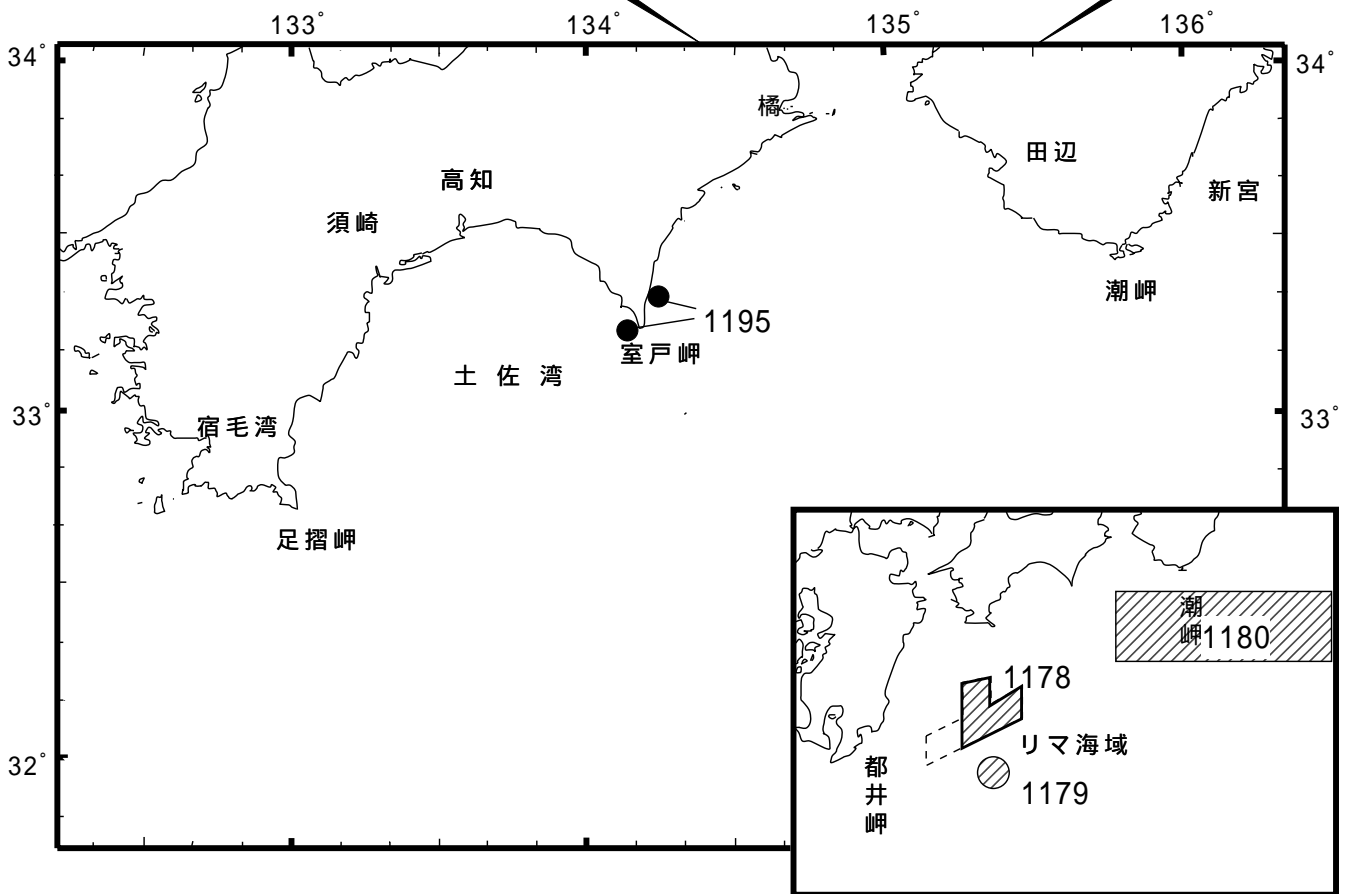 133° 134° 135° 136°
34° 34°
橘
田辺
高知
新宮
須崎
潮岬
1195
室戸岬
土佐湾
33° 33°
宿毛湾
足摺岬
潮岬
1180
1178
リマ海域
32°
都井岬
1179